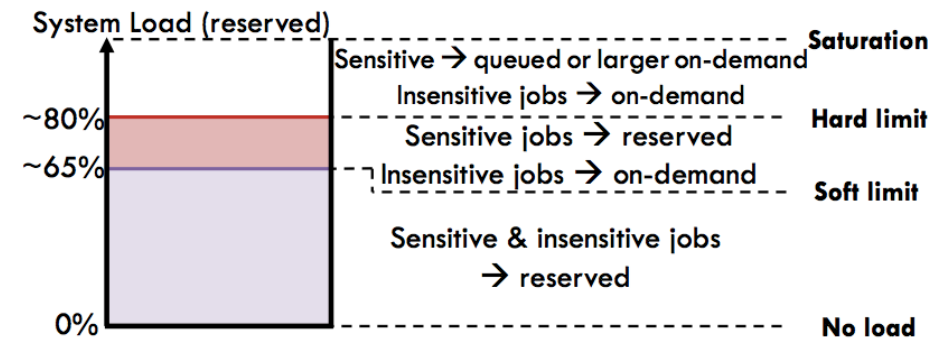 System Load (reserved)
Saturation
Sensitive → queued or larger on-demand
Insensitive jobs → on-demand
~80%
Hard limit
Sensitive jobs → reserved
~65%
Insensitive jobs → on-demand
Soft limit
Sensitive & insensitive jobs
→ reserved
0%
No load